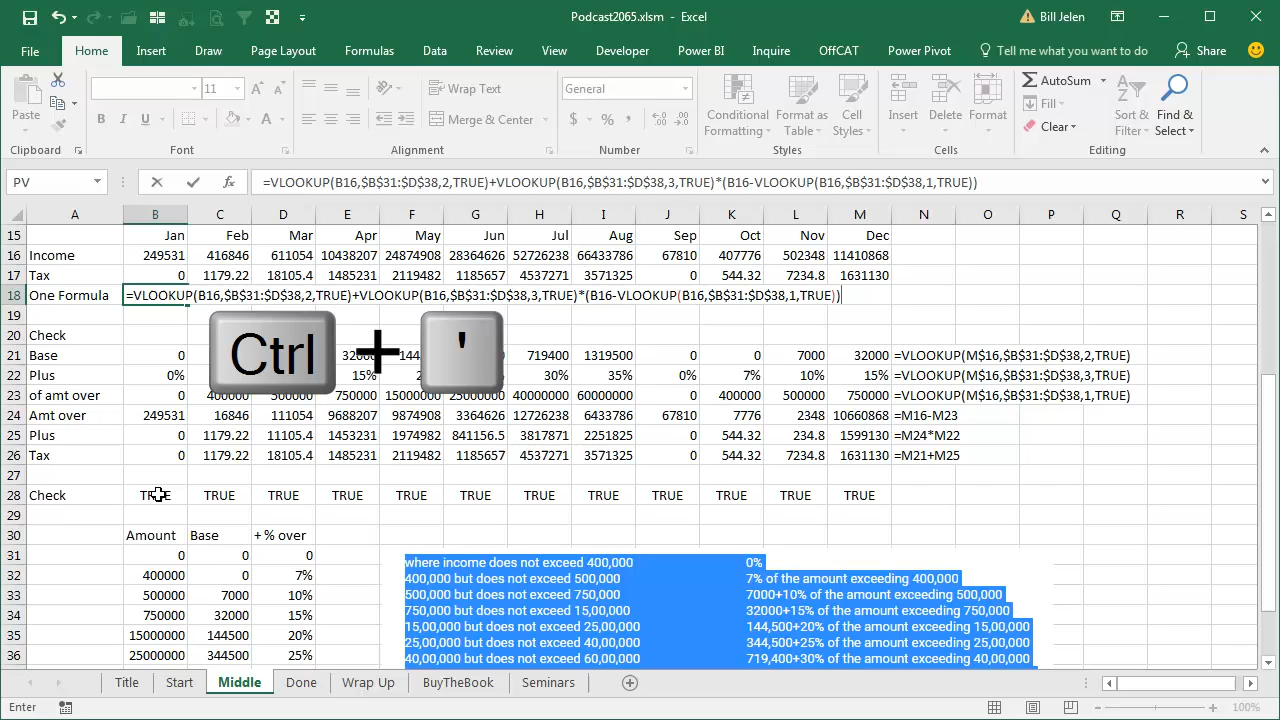 Podcast2065.xlsm - Excel
Bill Jelen
File Home Insert Draw Page Layout Formulas Data Review View Developer Power BI Inquire OffCAT Power Pivot Tell me what you want to do Share
Paste
Clipboard
11
B I U
Font
Wrap Text
Merge & Center
Alignment
General
$ % ,
Number
Conditional Formatting
Format as Table
Cell Styles
Styles
Insert
Delete
Format
Cells
AutoSum
Fill
Clear
Sort & Filter
Find & Select
Editing
PV
fx
=VLOOKUP(B16,$B$31:$D$38,2,TRUE)+VLOOKUP(B16,$B$31:$D$38,3,TRUE)*(B16-VLOOKUP(B16,$B$31:$D$38,1,TRUE))
A B C D E F G H I J K L M N O P Q R S
15 Jan Feb Mar Apr May Jun Jul Aug Sep Oct Nov Dec
16 Income 249531 416846 611054 10438207 24874908 28364626 52726238 66433786 67810 407776 502348 11410868
17 Tax 0 1179.22 18105.4 1485231 2119482 1185657 4537271 3571325 0 544.32 7234.8 1631130
18 One Formula =VLOOKUP(B16,$B$31:$D$38,2,TRUE)+VLOOKUP(B16,$B$31:$D$38,3,TRUE)*(B16-VLOOKUP(B16,$B$31:$D$38,1,TRUE))
19
20 Check
Ctrl + '
21 Base 0 719400 1319500 0 0 7000 32000 =VLOOKUP(M$16,$B$31:$D$38,2,TRUE)
22 Plus 0% 15% 30% 35% 0% 7% 10% 15% =VLOOKUP(M$16,$B$31:$D$38,3,TRUE)
23 of amt over 0 400000 500000 750000 15000000 25000000 40000000 60000000 0 400000 500000 750000 =VLOOKUP(M$16,$B$31:$D$38,1,TRUE)
24 Amt over 249531 16846 111054 9688207 9874908 3364626 12726238 6433786 67810 7776 2348 10660868 =M16-M23
25 Plus 0 1179.22 11105.4 1453231 1974982 841156.5 3817871 2251825 0 544.32 234.8 1599130 =M24*M22
26 Tax 0 1179.22 18105.4 1485231 2119482 1185657 4537271 3571325 0 544.32 7234.8 1631130 =M21+M25
27
28 Check TRUE TRUE TRUE TRUE TRUE TRUE TRUE TRUE TRUE TRUE TRUE TRUE
29
30 Amount Base + % over
31 0 0 0
32 400000 0 7%
33 500000 7000 10%
34 750000 32000 15%
35 15000000 144500 20%
36 25000000 344500 25%
where income does not exceed 400,000 0%
400,000 but does not exceed 500,000 7% of the amount exceeding 400,000
500,000 but does not exceed 750,000 7000+10% of the amount exceeding 500,000
750,000 but does not exceed 15,00,000 32000+15% of the amount exceeding 750,000
15,00,000 but does not exceed 25,00,000 144,500+20% of the amount exceeding 15,00,000
25,00,000 but does not exceed 40,00,000 344,500+25% of the amount exceeding 25,00,000
40,00,000 but does not exceed 60,00,000 719,400+30% of the amount exceeding 40,00,000
Title Start Middle Done Wrap Up BuyTheBook Seminars
Enter
100%